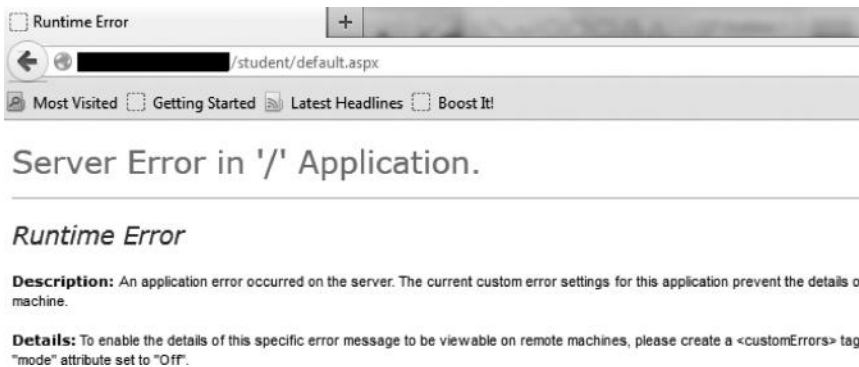 Runtime Error
+
/student/default.aspx
Most Visited Getting Started Latest Headlines Boost It!
Server Error in '/' Application.
Runtime Error
Description: An application error occurred on the server. The current custom error settings for this application prevent the details o
machine.
Details: To enable the details of this specific error message to be viewable on remote machines, please create a <customErrors> tag
"mode" attribute set to "Off".